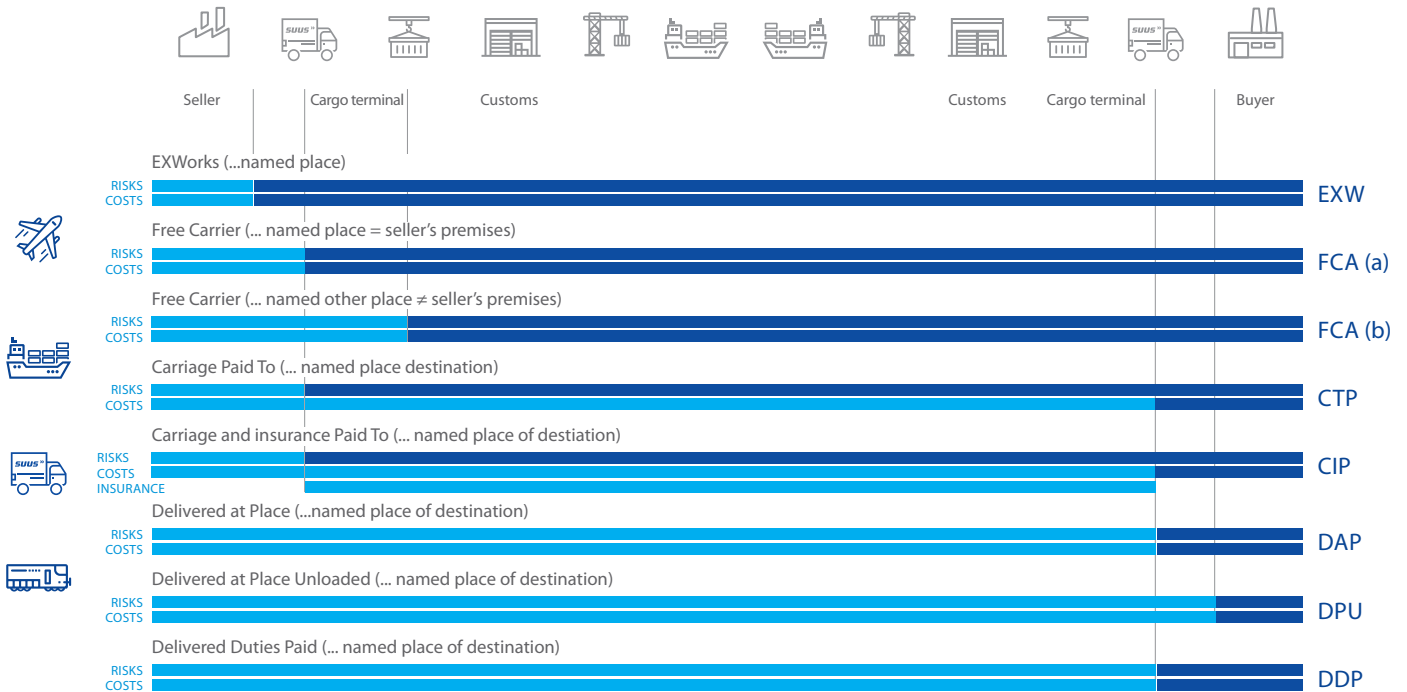 SUUS
SUUS
Seller
Cargo terminal
Customs
Customs
Cargo terminal
Buyer
EXWorks (...named place)
RISKS
COSTS
EXW
Free Carrier (... named place = seller's premises)
RISKS
COSTS
FCA (a)
Free Carrier (... named other place ≠ seller's premises)
RISKS
COSTS
FCA (b)
Carriage Paid To (... named place destination)
RISKS
COSTS
CTP
Carriage and insurance Paid To (... named place of destiation)
SUUS
RISKS
COSTS
INSURANCE
CIP
Delivered at Place (...named place of destination)
RISKS
COSTS
DAP
Delivered at Place Unloaded (... named place of destination)
RISKS
COSTS
DPU
Delivered Duties Paid (... named place of destination)
RISKS
COSTS
DDP